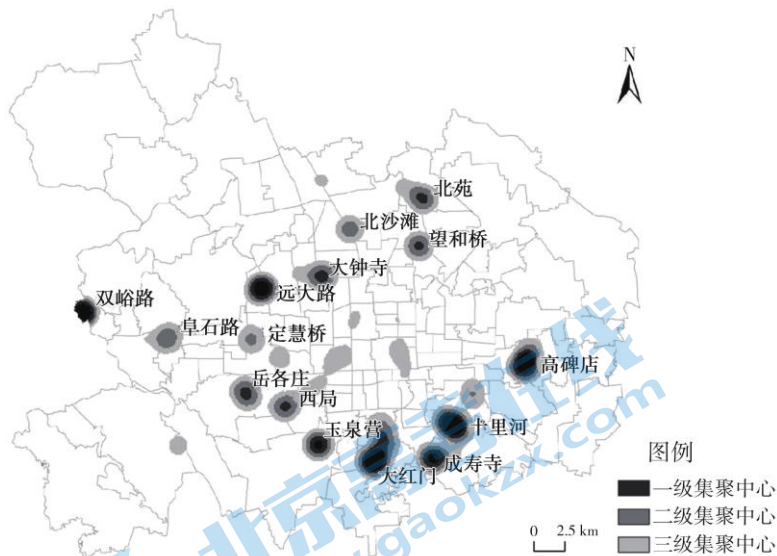 N
北苑
北沙滩
望和桥
大钟寺
远大路
双峪路
阜石路
定慧桥
高碑店
岳各庄
西局
十里河
玉泉营
成寿寺
大红门
图例
一级集聚中心
二级集聚中心
三级集聚中心
0 2.5 km
www.gaokzx.com